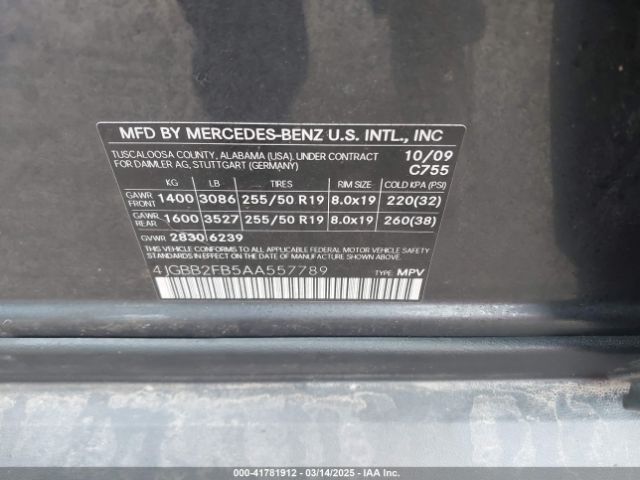 MFD BY MERCEDES-BENZ U.S. INTL., INC
TUSCALOOSA COUNTY, ALABAMA (USA). UNDER CONTRACT 10/09
FOR DAIMLER AG, STUTTGART (GERMANY) C755
KG LB TIRES RIM SIZE COLD KPA (PSI)
GAWR FRONT 1400 3086 255/50 R19 8.0x19 220(32)
GAWR REAR 1600 3527 255/50 R19 8.0x19 260(38)
GVWR 2830 6239
THIS VEHICLE CONFORMS TO ALL APPLICABLE FEDERAL MOTOR VEHICLE
SAFETY STANDARDS IN EFFECT ON THE DATE OF MANUFACTURE SHOWN ABOVE.
4JGBB2FB5AA557789 TYPE: MPV
000-41781912 - 03/14/2025 - IAA Inc.